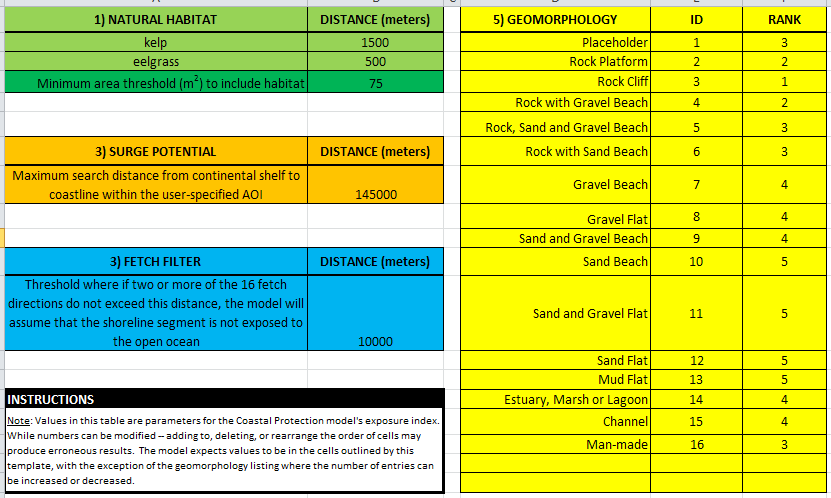 1) NATURAL HABITAT DISTANCE (meters)
kelp 1500
eelgrass 500
Minimum area threshold (m2) to include habitat 75
3) SURGE POTENTIAL DISTANCE (meters)
Maximum search distance from continental shelf to
coastline within the user-specified AOI 145000
3) FETCH FILTER DISTANCE (meters)
Threshold where if two or more of the 16 fetch
directions do not exceed this distance, the model will
assume that the shoreline segment is not exposed to
the open ocean 10000
INSTRUCTIONS
Note: Values in this table are parameters for the Coastal Protection model's exposure index.
While numbers can be modified -- adding to, deleting, or rearrange the order of cells may
produce erroneous results. The model expects values to be in the cells outlined by this
template, with the exception of the geomorphology listing where the number of entries can
be increased or decreased.
5) GEOMORPHOLOGY ID RANK
Placeholder 1 3
Rock Platform 2 2
Rock Cliff 3 1
Rock with Gravel Beach 4 2
Rock, Sand and Gravel Beach 5 3
Rock with Sand Beach 6 3
Gravel Beach 7 4
Gravel Flat 8 4
Sand and Gravel Beach 9 4
Sand Beach 10 5
Sand and Gravel Flat 11 5
Sand Flat 12 5
Mud Flat 13 5
Estuary, Marsh or Lagoon 14 4
Channel 15 4
Man-made 16 3